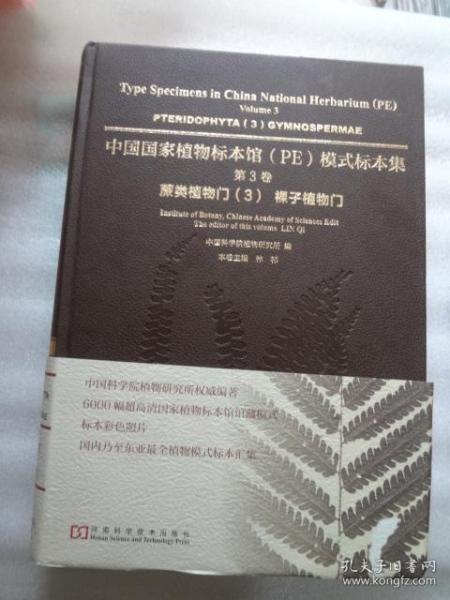 Type Specimens in China National Herbarium (PE)
Volume 3
PTERIDOPHYTA (3) GYMNOSPERMAE
中国国家植物标本馆（PE）模式标本集
第3卷
蕨类植物门（3） 裸子植物门
Institute of Botany, Chinese Academy of Sciences Edit
The editor of this volume LIN Qi
中国科学院植物研究所 编
本卷主编 林祁
中国科学院植物研究所权威编著
6000幅超高清国家植物标本馆馆藏模式
标本彩色照片
国内乃至东亚最全植物模式标本汇集
河南科学技术出版社
Henan Science and Technology Press
孔夫子旧书网
kongfz.com